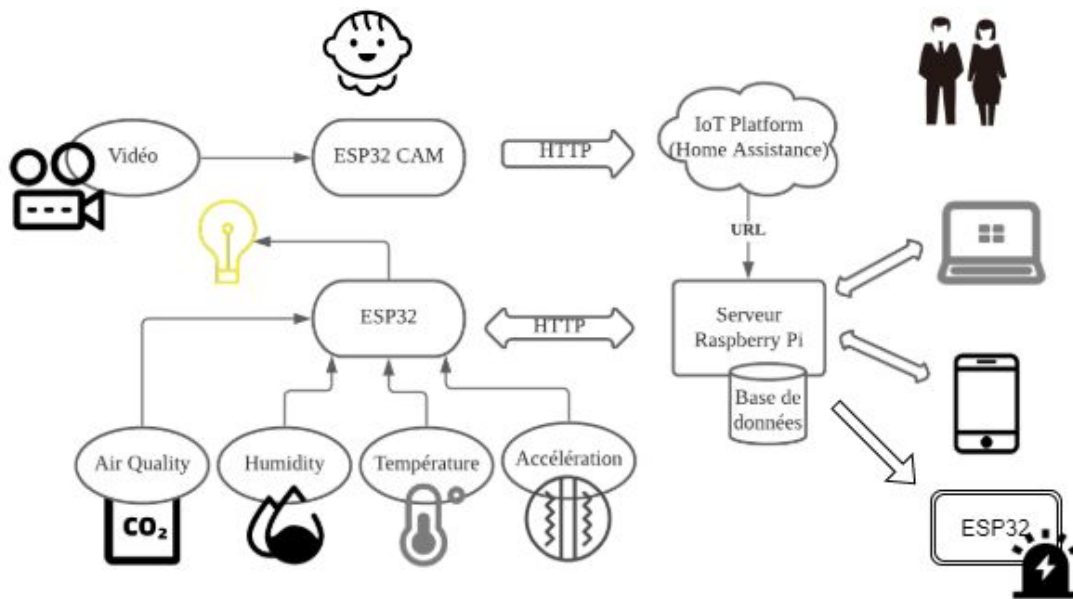 Vidéo
ESP32 CAM
HTTP
IoT Platform
(Home Assistance)
URL
ESP32
HTTP
Serveur
Raspberry Pi
Base de
données
Air Quality
Humidity
Température
Accélération
CO₂
ESP32